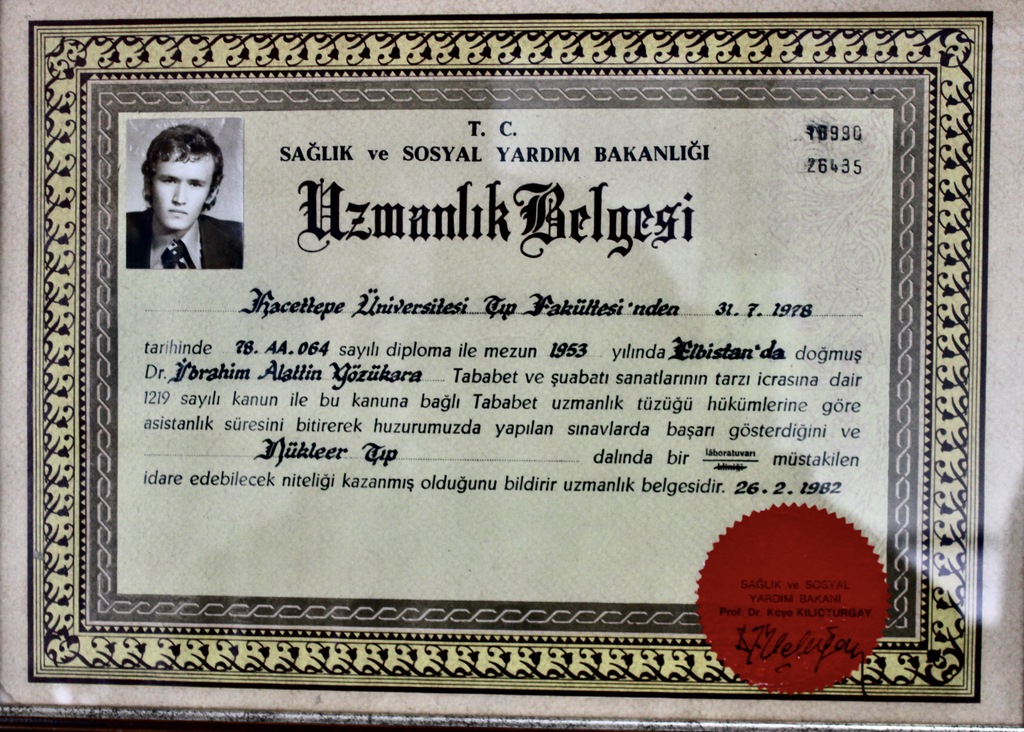 T. C.
SAĞLIK ve SOSYAL YARDIM BAKANLIĞI
Uzmanlık Belgesi
26435
Hacettepe Üniversitesi Tıp Fakültesi'nden 31. 7. 1978
tarihinde 78. AA. 064 sayılı diploma ile mezun 1953 yılında Elbistan'da doğmuş
Dr. İbrahim Alattin Yözükara Tababet ve şuabatı sanatlarının tarzı icrasına dair
1219 sayılı kanun ile bu kanuna bağlı Tababet uzmanlık tüzüğü hükümlerine göre
asistanlık süresini bitirerek huzurumuzda yapılan sınavlarda başarı gösterdiğini ve
Nükleer Tıp dalında bir lâboratuvarı kliniği müstakilen
idare edebilecek niteliği kazanmış olduğunu bildirir uzmanlık belgesidir. 26. 2. 1982
SAĞLIK ve SOSYAL
YARDIM BAKANI
Prof. Dr. Kaya KILIÇTURGAY